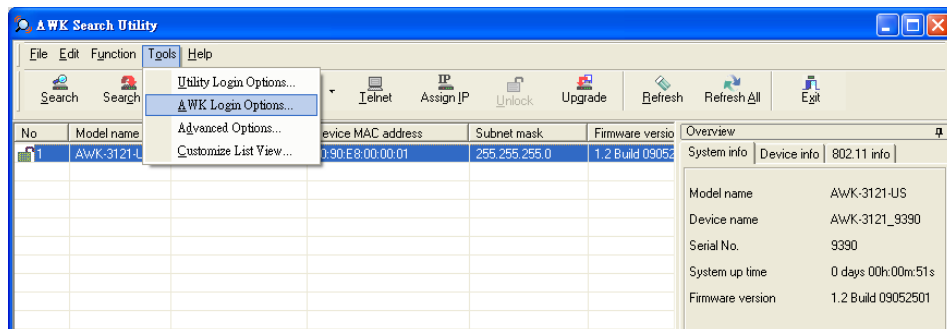 AWK Search Utility
File Edit Function Tools Help
Search Search Telnet Assign IP Unlock Upgrade Refresh Refresh All Exit
IP
Utility Login Options...
AWK Login Options...
Advanced Options...
Customize List View...
No Model name evice MAC address Subnet mask Firmware versio
1 AWK-3121-U 0:90:E8:00:00:01 255.255.255.0 1.2 Build 09052
Overview
System info Device info 802.11 info
Model name AWK-3121-US
Device name AWK-3121_9390
Serial No. 9390
System up time 0 days 00h:00m:51s
Firmware version 1.2 Build 09052501